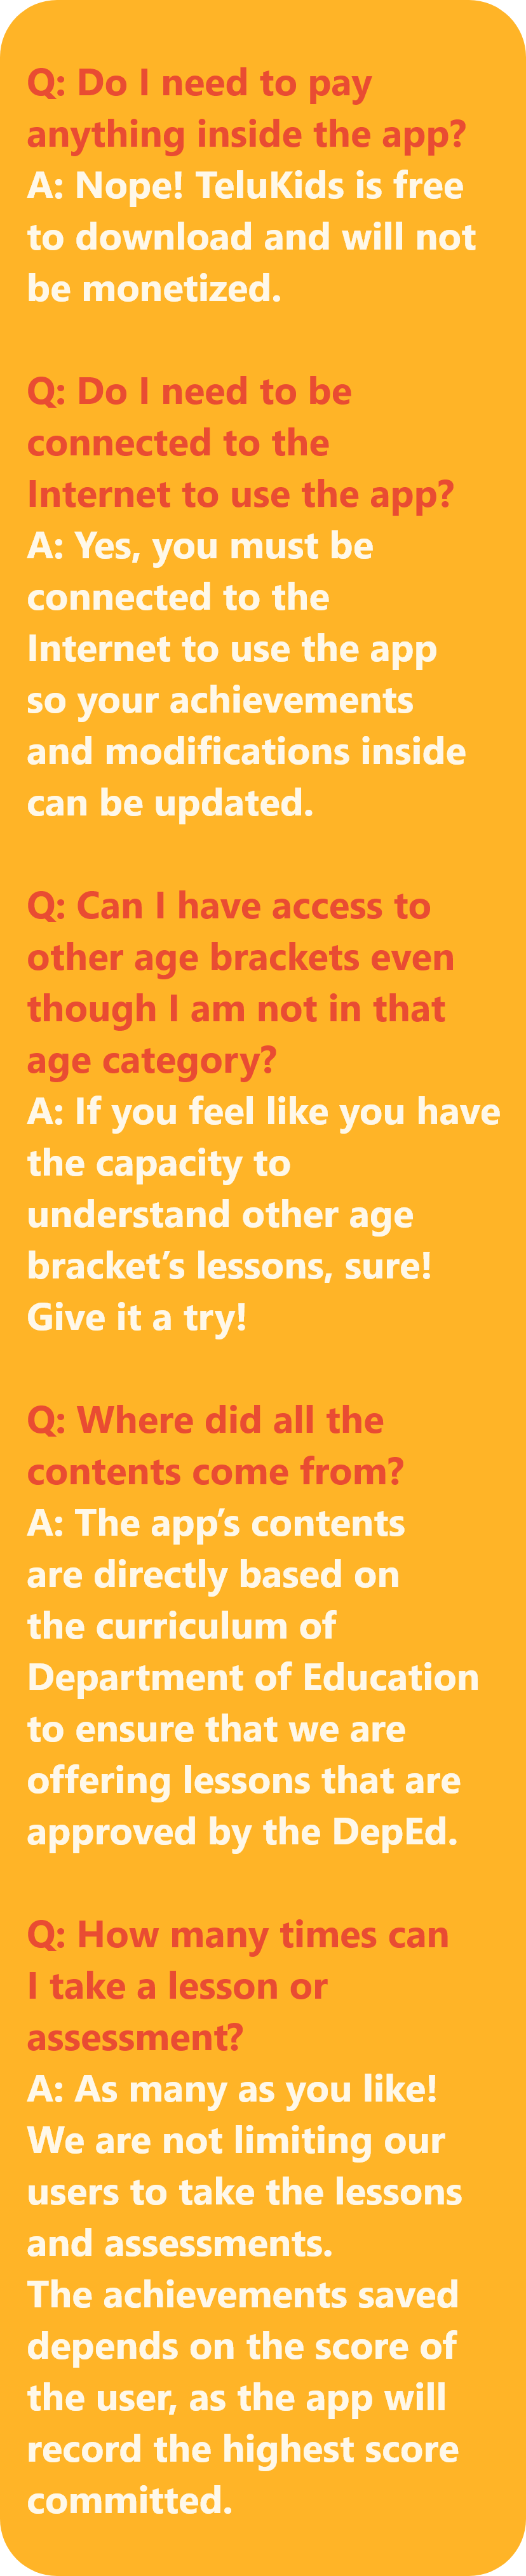 Q: Do I need to pay
anything inside the app?
A: Nope! TeluKids is free
to download and will not
be monetized.
Q: Do I need to be
connected to the
Internet to use the app?
A: Yes, you must be
connected to the
Internet to use the app
so your achievements
and modifications inside
can be updated.
Q: Can I have access to
other age brackets even
though I am not in that
age category?
A: If you feel like you have
the capacity to
understand other age
bracket’s lessons, sure!
Give it a try!
Q: Where did all the
contents come from?
A: The app’s contents
are directly based on
the curriculum of
Department of Education
to ensure that we are
offering lessons that are
approved by the DepEd.
Q: How many times can
I take a lesson or
assessment?
A: As many as you like!
We are not limiting our
users to take the lessons
and assessments.
The achievements saved
depends on the score of
the user, as the app will
record the highest score
committed.